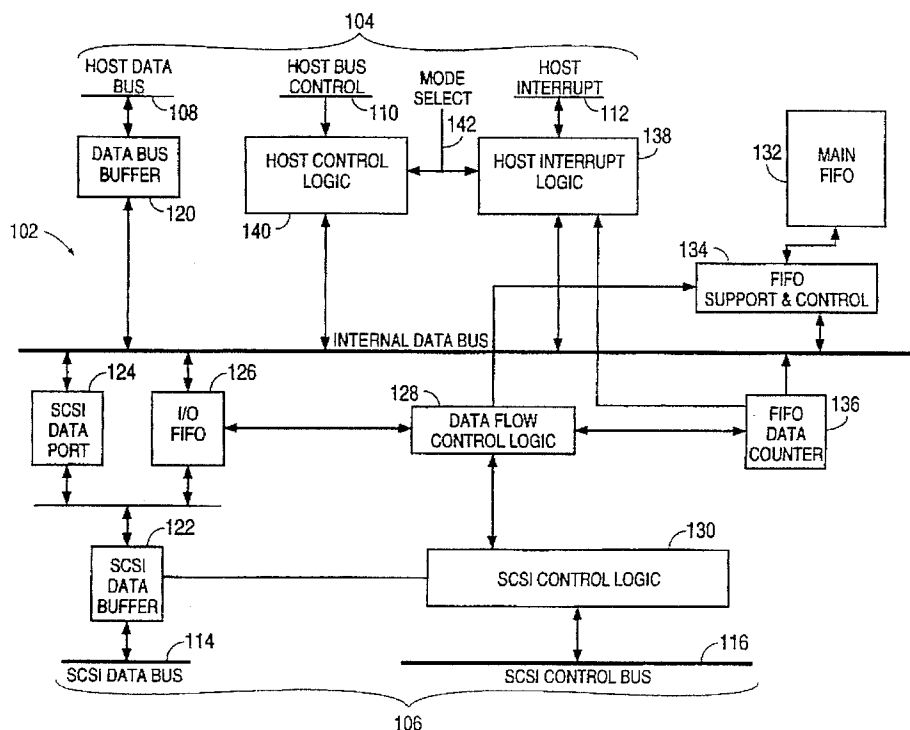 104
HOST DATA
BUS
108
HOST BUS
CONTROL
110
MODE
SELECT
142
HOST
INTERRUPT
112
138
DATA BUS
BUFFER
120
HOST CONTROL
LOGIC
140
HOST INTERRUPT
LOGIC
132
MAIN
FIFO
102
134
FIFO
SUPPORT & CONTROL
INTERNAL DATA BUS
124
SCSI
DATA
PORT
126
I/O
FIFO
128
DATA FLOW
CONTROL LOGIC
FIFO
DATA
COUNTER
136
122
SCSI
DATA
BUFFER
130
SCSI CONTROL LOGIC
114
SCSI DATA BUS
116
SCSI CONTROL BUS
106